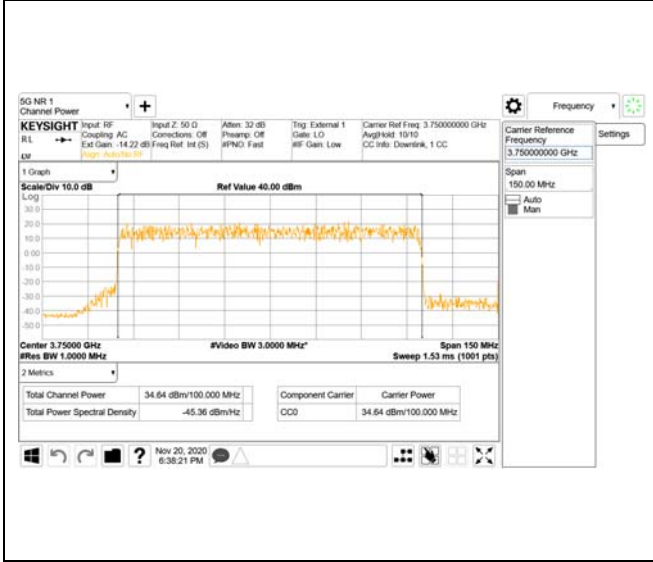 5G NR 1
Channel Power
Frequency
KEYSIGHT Input: RF Input Z: 50 Ω Atten: 32 dB Trig: External 1 Carrier Ref Freq: 3.750000000 GHz
RL Coupling: AC Corrections: Off Preamp: Off Gate: LO Avg|Hold: 10/10
Ext Gain: -14.22 dB Freq Ref: Int (S) #PNO: Fast #IF Gain: Low CC Info: Downlink, 1 CC
Align: Auto/No RF
Carrier Reference
Frequency
3.750000000 GHz
Settings
Span
150.00 MHz
Auto
Man
1 Graph
Scale/Div 10.0 dB Ref Value 40.00 dBm
Log
30.0
20.0
10.0
0.00
-10.0
-20.0
-30.0
-40.0
-50.0
Center 3.75000 GHz #Video BW 3.0000 MHz* Span 150 MHz
#Res BW 1.0000 MHz Sweep 1.53 ms (1001 pts)
2 Metrics
Total Channel Power 34.64 dBm/100.000 MHz Component Carrier Carrier Power
Total Power Spectral Density -45.36 dBm/Hz CC0 34.64 dBm/100.000 MHz
? Nov 20, 2020
6:38:21 PM